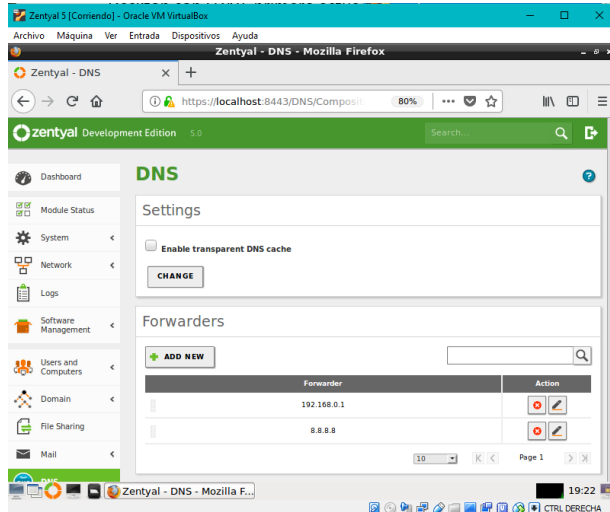 Zentyal 5 [Corriendo] - Oracle VM VirtualBox
Archivo Máquina Ver Entrada Dispositivos Ayuda
Zentyal - DNS - Mozilla Firefox
Zentyal - DNS
https://localhost:8443/DNS/Composit
80%
zentyal Development Edition 5.0
Search...
Dashboard
Module Status
System
Network
Logs
Software
Management
Users and
Computers
Domain
File Sharing
Mail
DNS
DNS
Settings
Enable transparent DNS cache
CHANGE
Forwarders
ADD NEW
Forwarder Action
192.168.0.1
8.8.8.8
10 Page 1
Zentyal - DNS - Mozilla F...
19:22
CTRL DERECHA